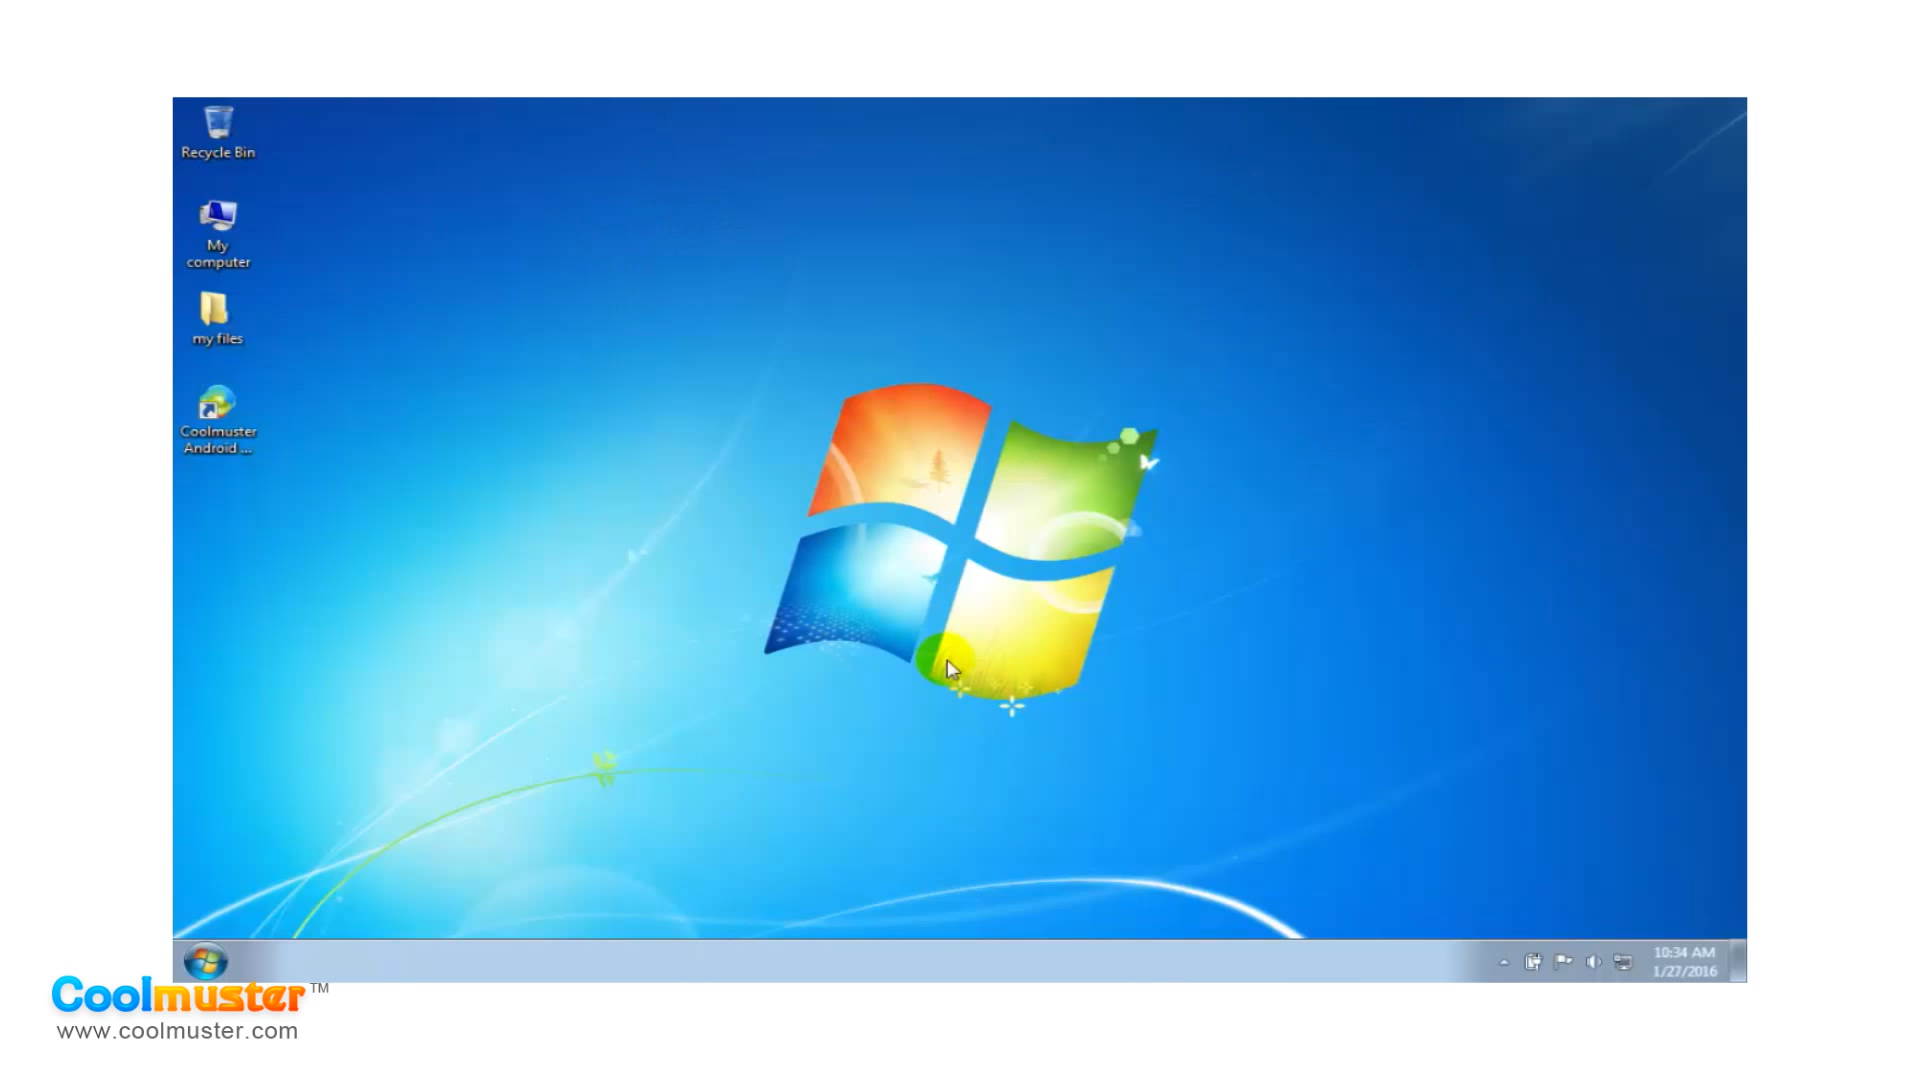 Recycle Bin
My
computer
my files
Coolmuster
Android ...
10:34 AM
1/27/2016
Coolmuster™
www.coolmuster.com